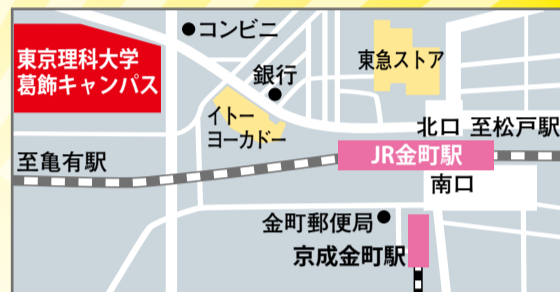 コンビニ
東京理科大学
葛飾キャンパス
銀行
東急ストア
イトー
ヨーカドー
北口
至松戸駅
至亀有駅
JR金町駅
南口
金町郵便局
京成金町駅